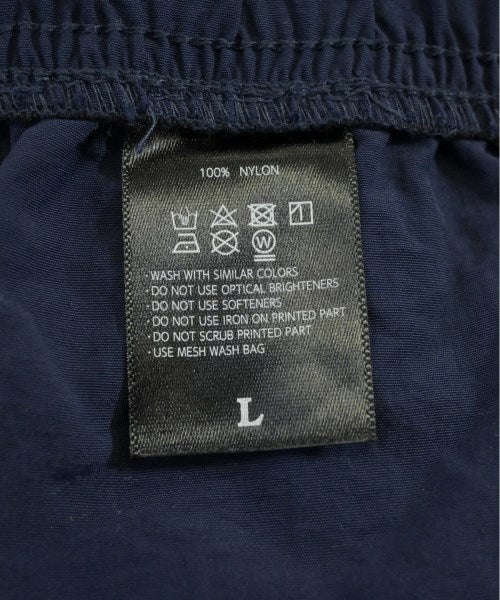 100% NYLON
W
·WASH WITH SIMILAR COLORS
·DO NOT USE OPTICAL BRIGHTENERS
·DO NOT USE SOFTENERS
·DO NOT USE IRON ON PRINTED PART
·DO NOT SCRUB PRINTED PART
·USE MESH WASH BAG
L